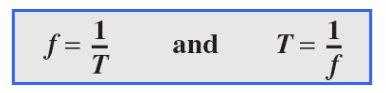 f = 1/T and T = 1/f